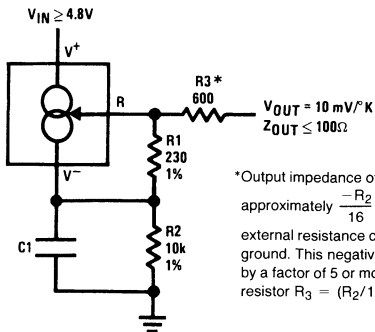 V_IN ≥ 4.8V
V+
R
R3*
600
V_OUT = 10 mV/°K
Z_OUT ≤ 100Ω
R1
230
1%
V−
C1
R2
10k
1%
*Output impedance
approximately −R2/16
external resistance
ground. This negativ
by a factor of 5 or mo
resistor R3 = (R2/1